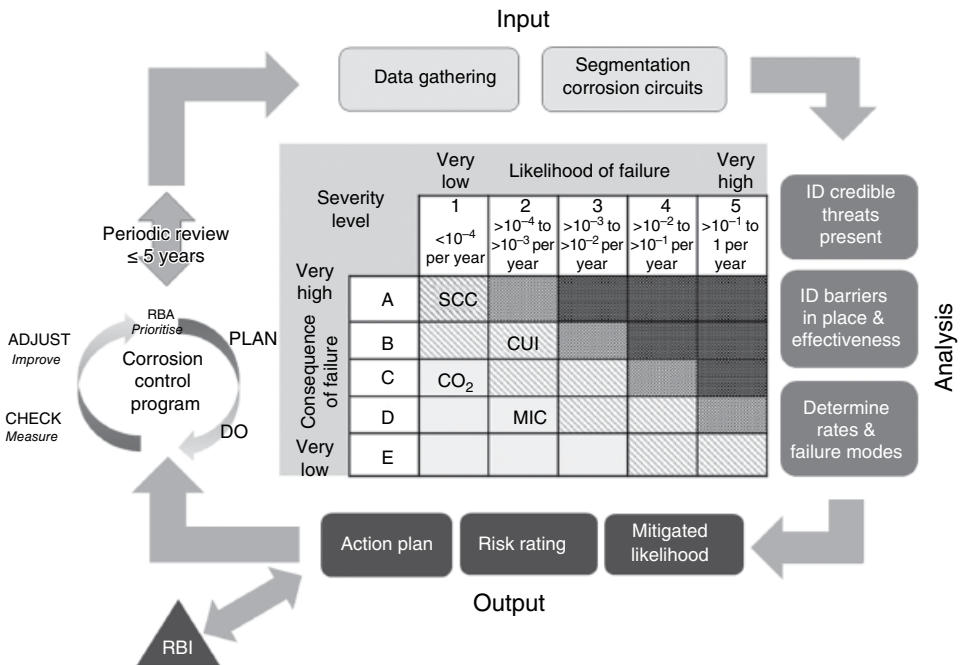 Input
Data gathering
Segmentation
corrosion circuits
Very
low
Likelihood of failure
Very
high
Severity
level
1
<10⁻⁴
per year
2
>10⁻⁴ to
>10⁻³ per
year
3
>10⁻³ to
>10⁻² per
year
4
>10⁻² to
>10⁻¹ per
year
5
>10⁻¹ to
1 per
year
Very
high
Consequence
of failure
Very
low
A
SCC
B
CUI
C
CO₂
D
MIC
E
ID credible
threats
present
ID barriers
in place &
effectiveness
Determine
rates &
failure modes
Analysis
Mitigated
likelihood
Risk rating
Action plan
Output
RBI
Periodic review
≤ 5 years
RBA
Prioritise
PLAN
DO
CHECK
Measure
ADJUST
Improve
Corrosion
control
program